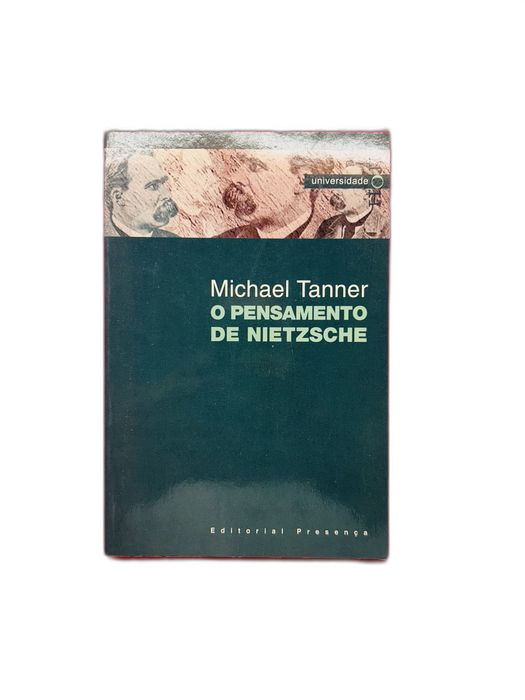 universidade
Michael Tanner
O PENSAMENTO
DE NIETZSCHE
Editorial Presença